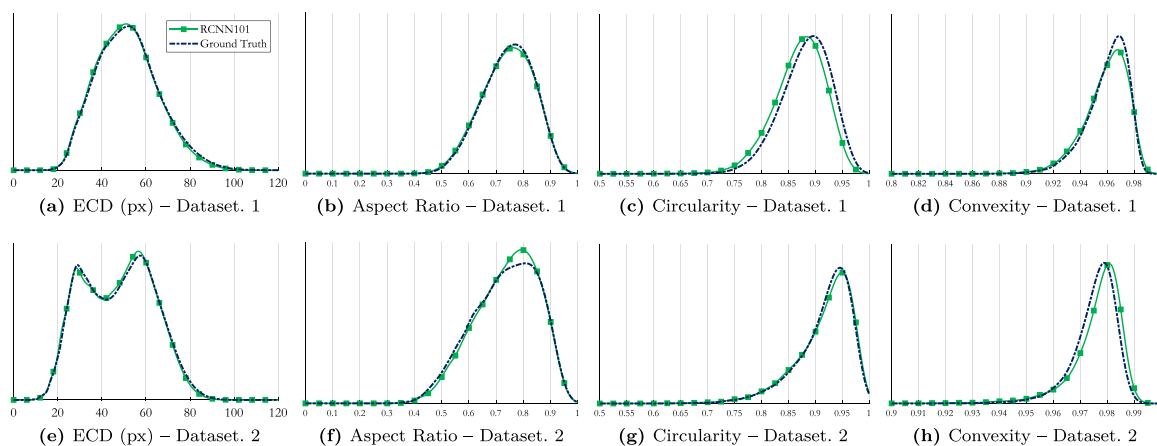 RCNN101
Ground Truth
0 20 40 60 80 100 120
0 0.1 0.2 0.3 0.4 0.5 0.6 0.7 0.8 0.9 1
0.5 0.55 0.6 0.65 0.7 0.75 0.8 0.85 0.9 0.95 1
0.8 0.82 0.84 0.86 0.88 0.9 0.92 0.94 0.96 0.98
(a) ECD (px) – Dataset. 1
(b) Aspect Ratio – Dataset. 1
(c) Circularity – Dataset. 1
(d) Convexity – Dataset. 1
0 20 40 60 80 100 120
0 0.1 0.2 0.3 0.4 0.5 0.6 0.7 0.8 0.9 1
0.5 0.55 0.6 0.65 0.7 0.75 0.8 0.85 0.9 0.95 1
0.9 0.91 0.92 0.93 0.94 0.95 0.96 0.97 0.98 0.99
(e) ECD (px) – Dataset. 2
(f) Aspect Ratio – Dataset. 2
(g) Circularity – Dataset. 2
(h) Convexity – Dataset. 2